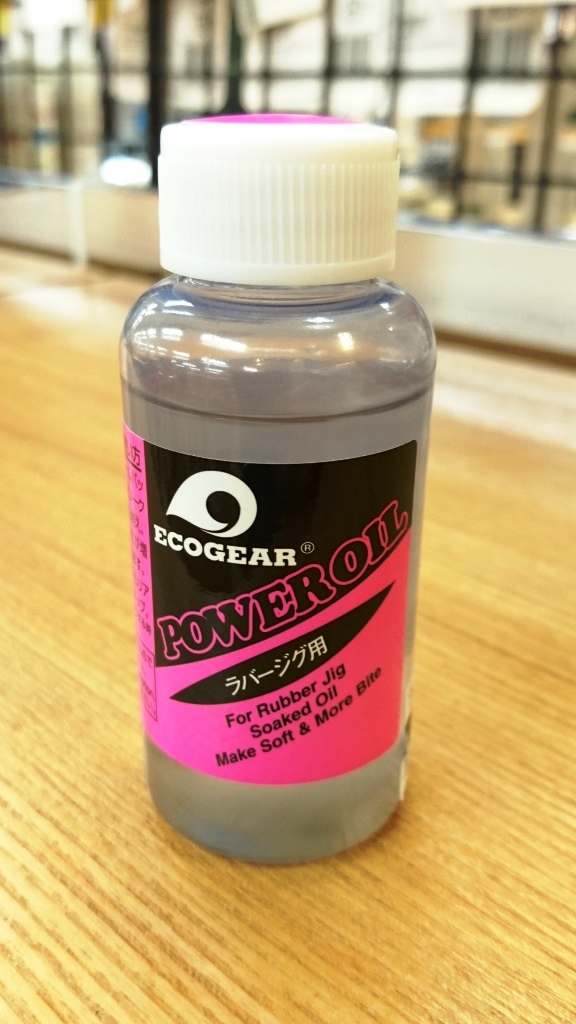 ECOGEAR®
POWER OIL
ラバージグ用
For Rubber Jig
Soaked Oil
Make Soft & More Bite